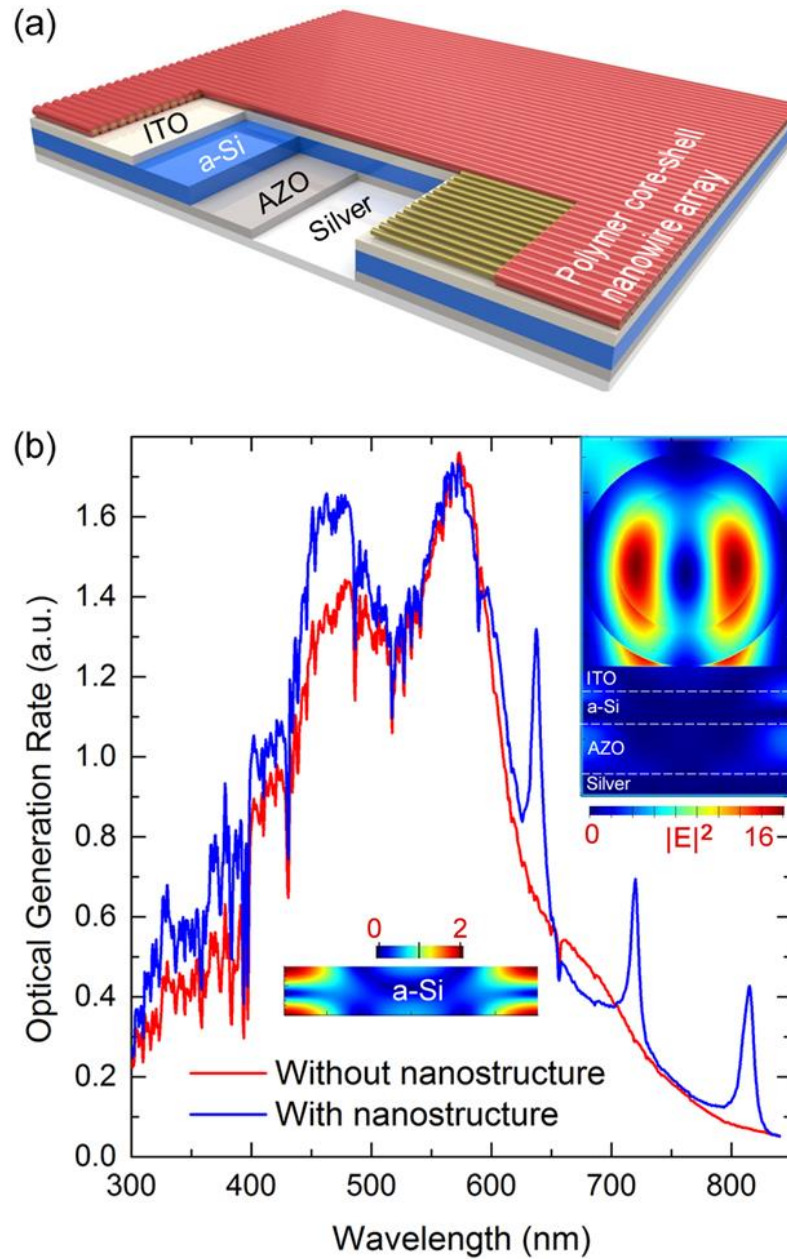 (a)
ITO
a-Si
AZO
Silver
Polymer core-shell
nanowire array
(b)
Optical Generation Rate (a.u.)
1.6
1.4
1.2
1.0
0.8
0.6
0.4
0.2
0.0
ITO
a-Si
AZO
Silver
0 |E|² 16
0 2
a-Si
Without nanostructure
With nanostructure
300 400 500 600 700 800
Wavelength (nm)